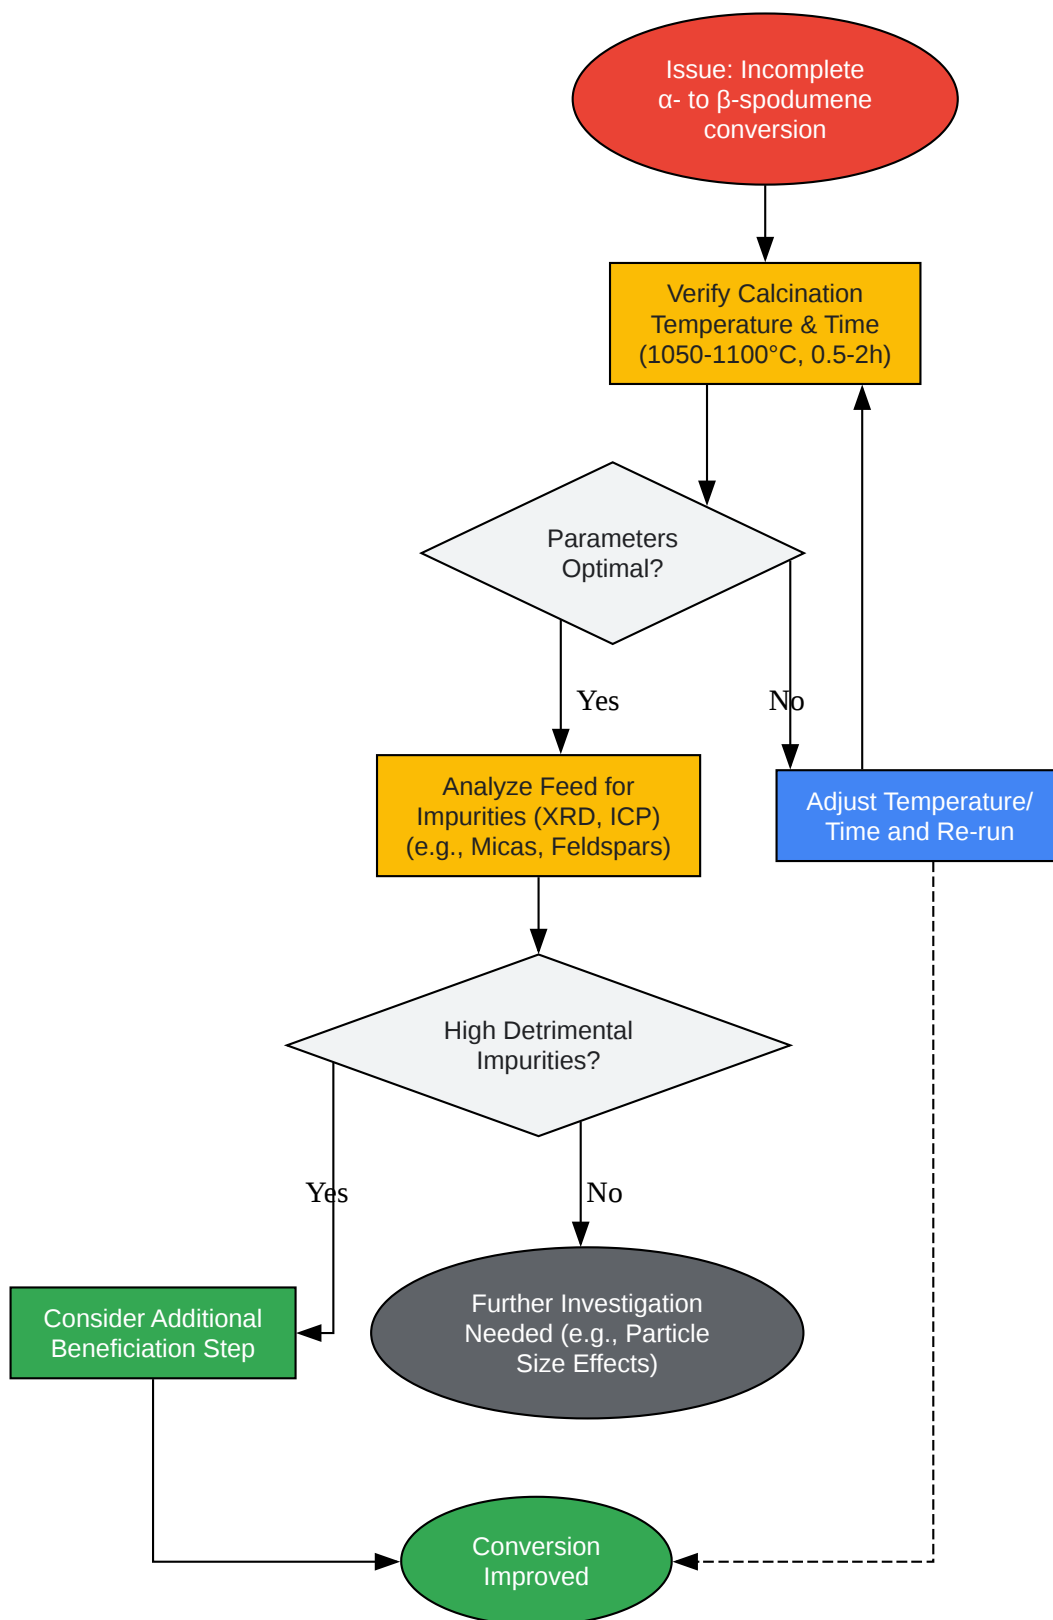 Issue: Incomplete
α- to β-spodumene
conversion
Verify Calcination
Temperature & Time
(1050-1100°C, 0.5-2h)
Parameters
Optimal?
Yes
No
Analyze Feed for
Impurities (XRD, ICP)
(e.g., Micas, Feldspars)
Adjust Temperature/
Time and Re-run
High Detrimental
Impurities?
Yes
No
Consider Additional
Beneficiation Step
Further Investigation
Needed (e.g., Particle
Size Effects)
Conversion
Improved